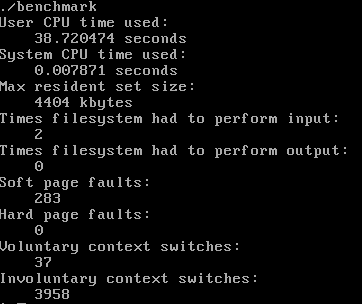 ./benchmark
User CPU time used:
    38.720474 seconds
System CPU time used:
    0.007871 seconds
Max resident set size:
    4404 kbytes
Times filesystem had to perform input:
    2
Times filesystem had to perform output:
    0
Soft page faults:
    283
Hard page faults:
    0
Voluntary context switches:
    37
Involuntary context switches:
    3958